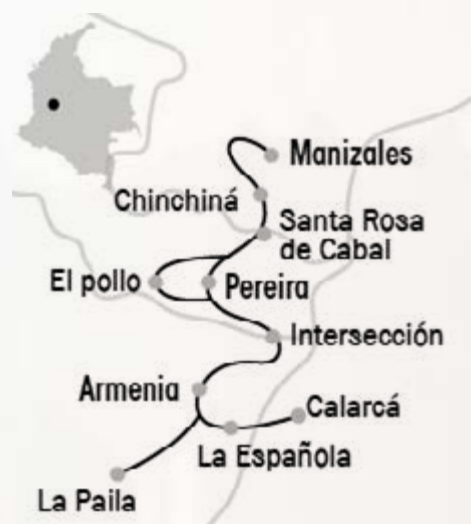 Manizales
Chinchiná
Santa Rosa
de Cabal
El pollo
Pereira
Intersección
Armenia
Calarcá
La Española
La Paila